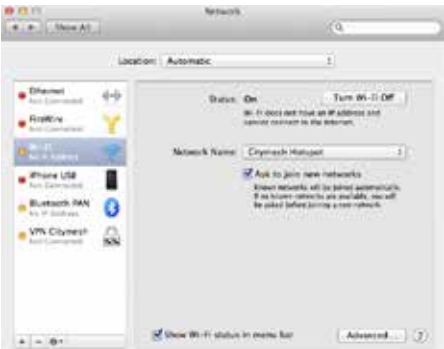 Network
Show All
Location: Automatic
Ethernet
Not Connected
FireWire
Not Connected
Wi-Fi
No IP Address
iPhone USB
Not Connected
Bluetooth PAN
No IP Address
VPN Citymesh
Not Connected
Status: On
Turn Wi-Fi Off
Wi-Fi does not have an IP address and
cannot connect to the Internet.
Network Name: Citymesh Hotspot
Ask to join new networks
Known networks will be joined automatically.
If no known networks are available, you will
be asked before joining a new network.
Show Wi-Fi status in menu bar
Advanced...
?